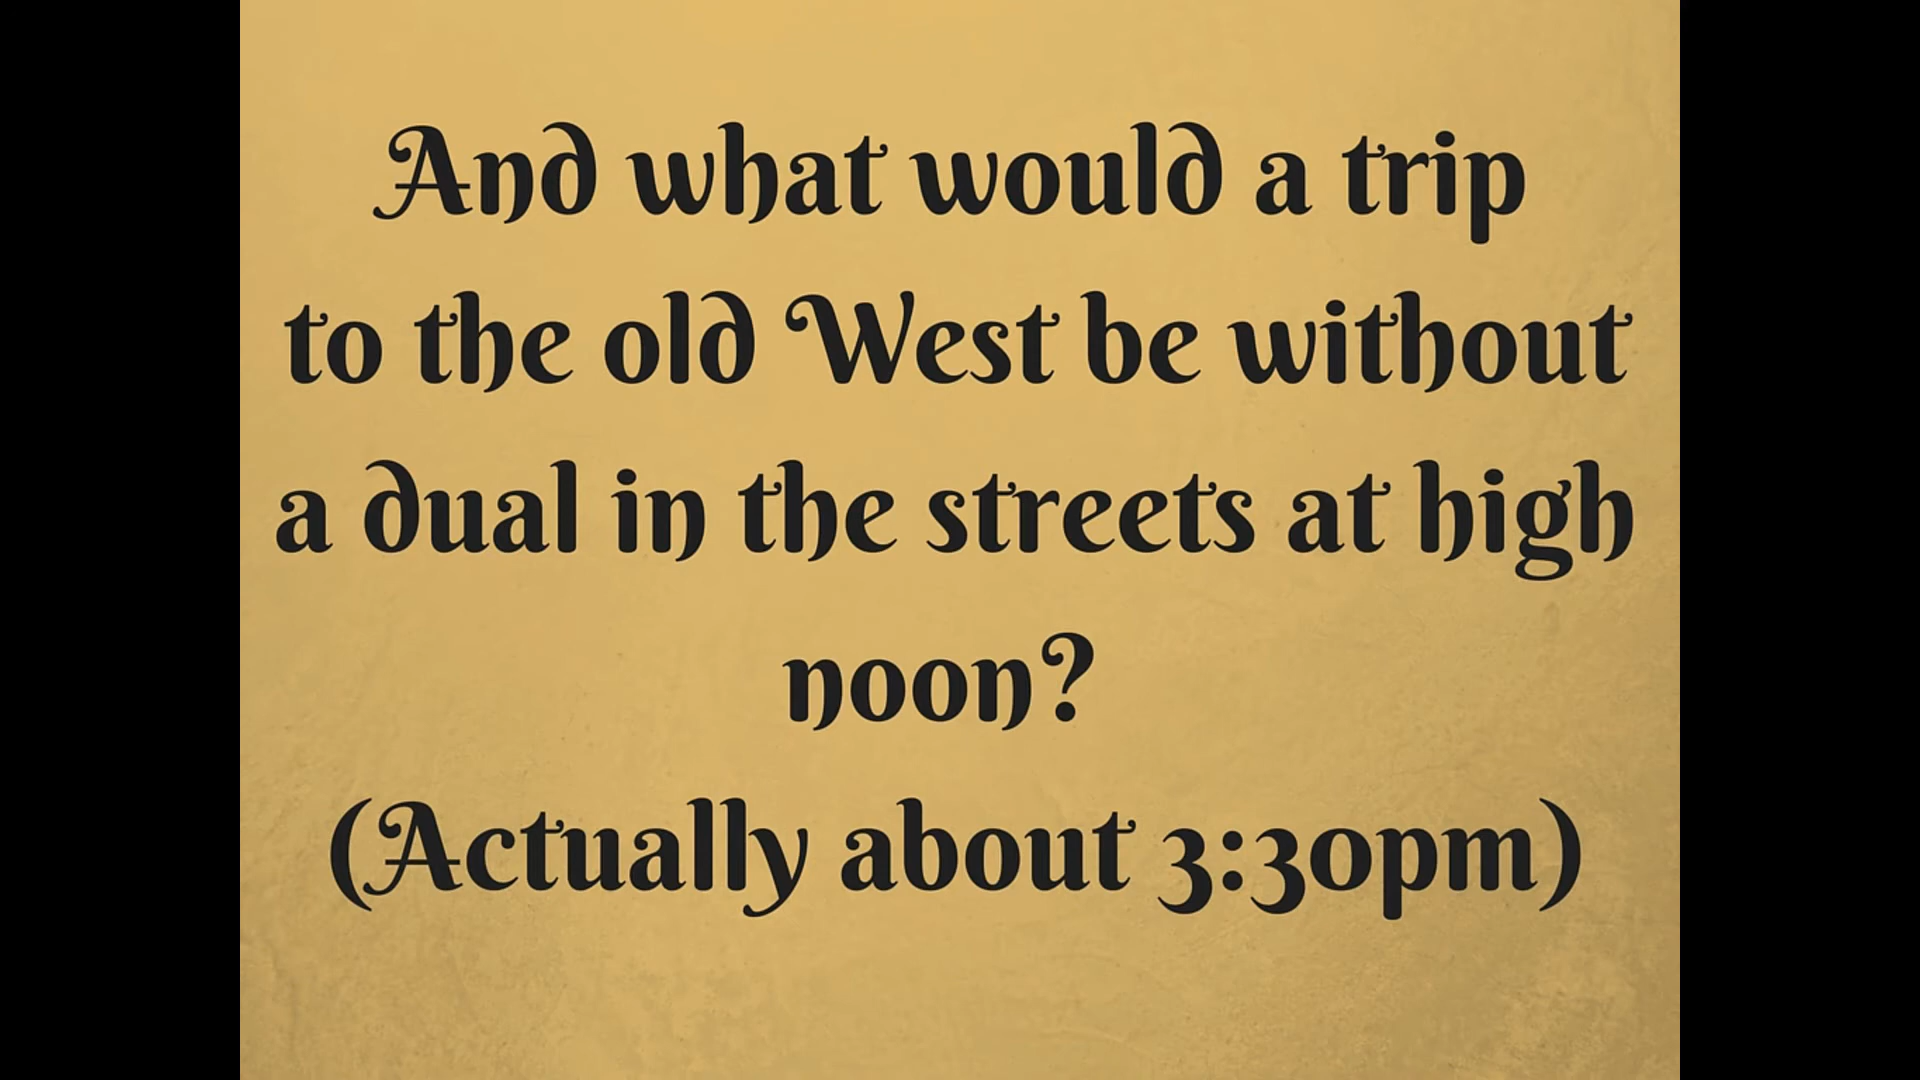 And what would a trip
to the old West be without
a dual in the streets at high
noon?
(Actually about 3:30pm)